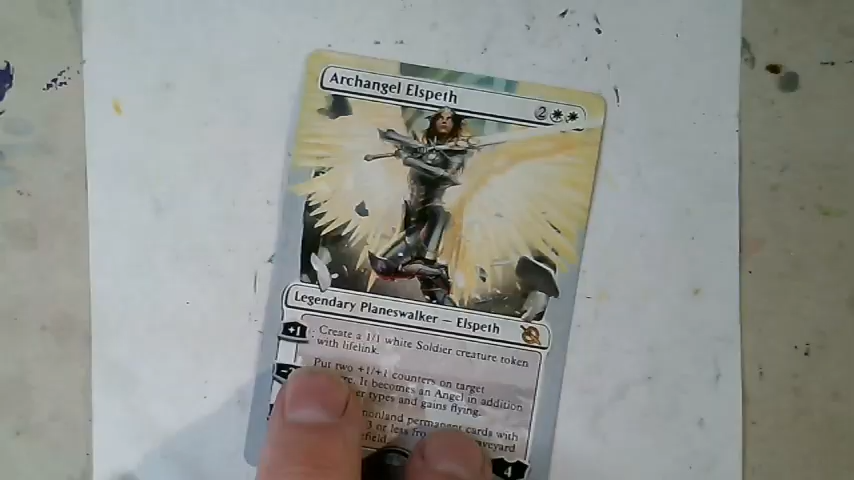 Archangel Elspeth
2
Legendary Planeswalker — Elspeth
+1 : Create a 1/1 white Soldier creature token
with lifelink.
Put two +1/+1 counters on target
It becomes an Angel in addition
types and gains flying.
nonland permanent cards with
3 or less from
4